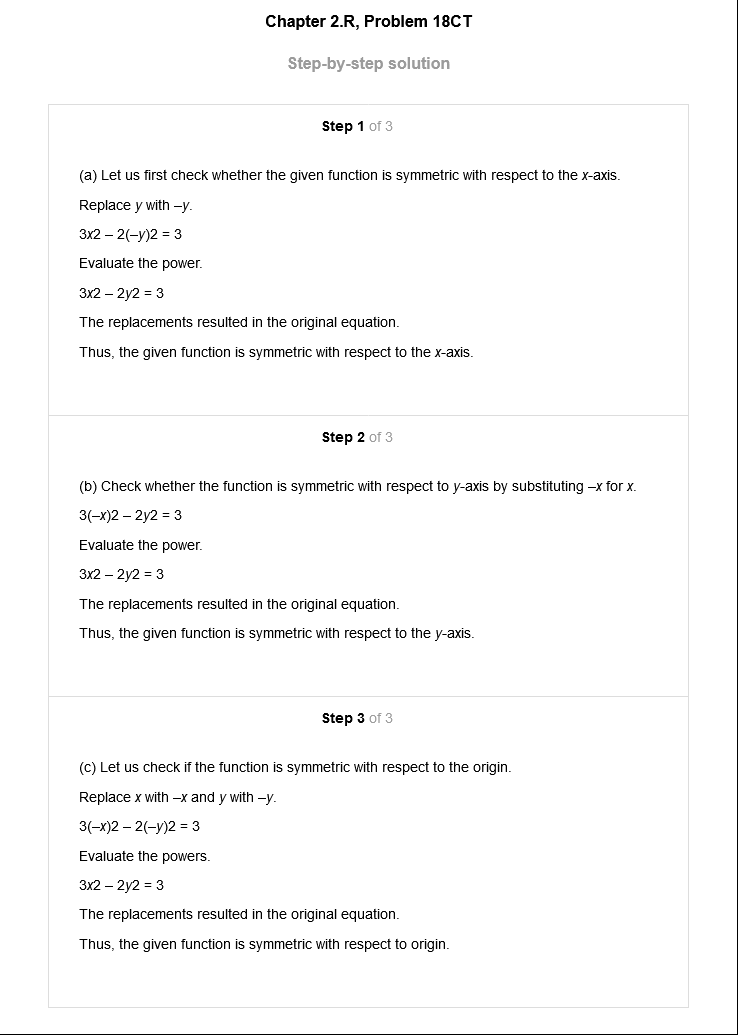 Chapter 2.R, Problem 18CT
Step-by-step solution
Step 1 of 3
(a) Let us first check whether the given function is symmetric with respect to the x-axis.
Replace y with –y.
3x2 – 2(–y)2 = 3
Evaluate the power.
3x2 – 2y2 = 3
The replacements resulted in the original equation.
Thus, the given function is symmetric with respect to the x-axis.
Step 2 of 3
(b) Check whether the function is symmetric with respect to y-axis by substituting –x for x.
3(–x)2 – 2y2 = 3
Evaluate the power.
3x2 – 2y2 = 3
The replacements resulted in the original equation.
Thus, the given function is symmetric with respect to the y-axis.
Step 3 of 3
(c) Let us check if the function is symmetric with respect to the origin.
Replace x with –x and y with –y.
3(–x)2 – 2(–y)2 = 3
Evaluate the powers.
3x2 – 2y2 = 3
The replacements resulted in the original equation.
Thus, the given function is symmetric with respect to origin.